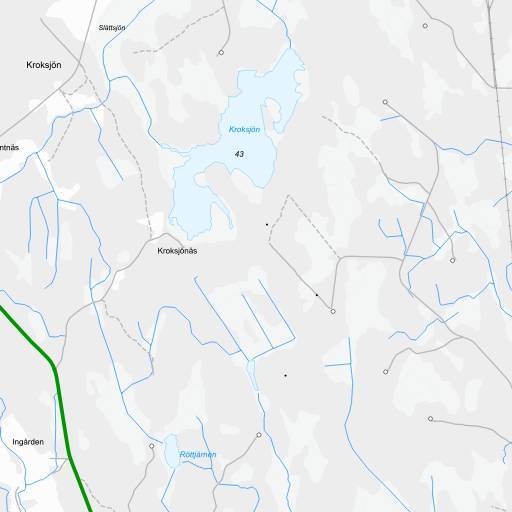 Slättsjön
Kroksjön
Kroksjön
ntnäs
43
Kroksjönäs
Ingården
Röttjärnen